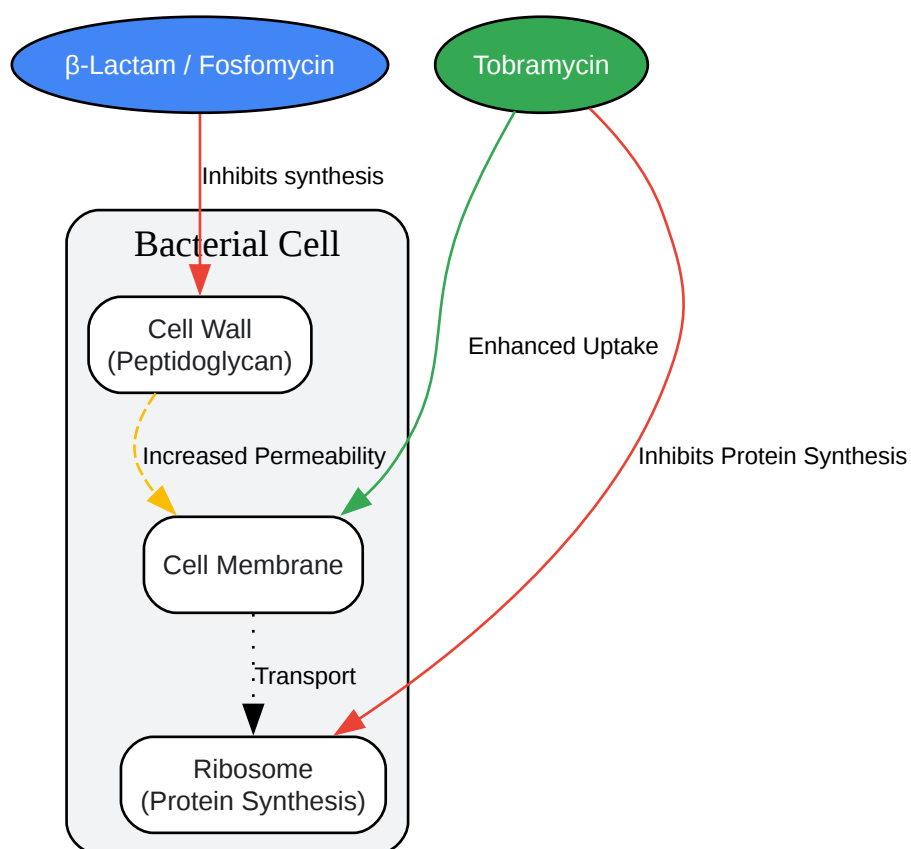 β-Lactam / Fosfomycin
Tobramycin
Inhibits synthesis
Bacterial Cell
Cell Wall
(Peptidoglycan)
Enhanced Uptake
Increased Permeability
Inhibits Protein Synthesis
Cell Membrane
Transport
Ribosome
(Protein Synthesis)